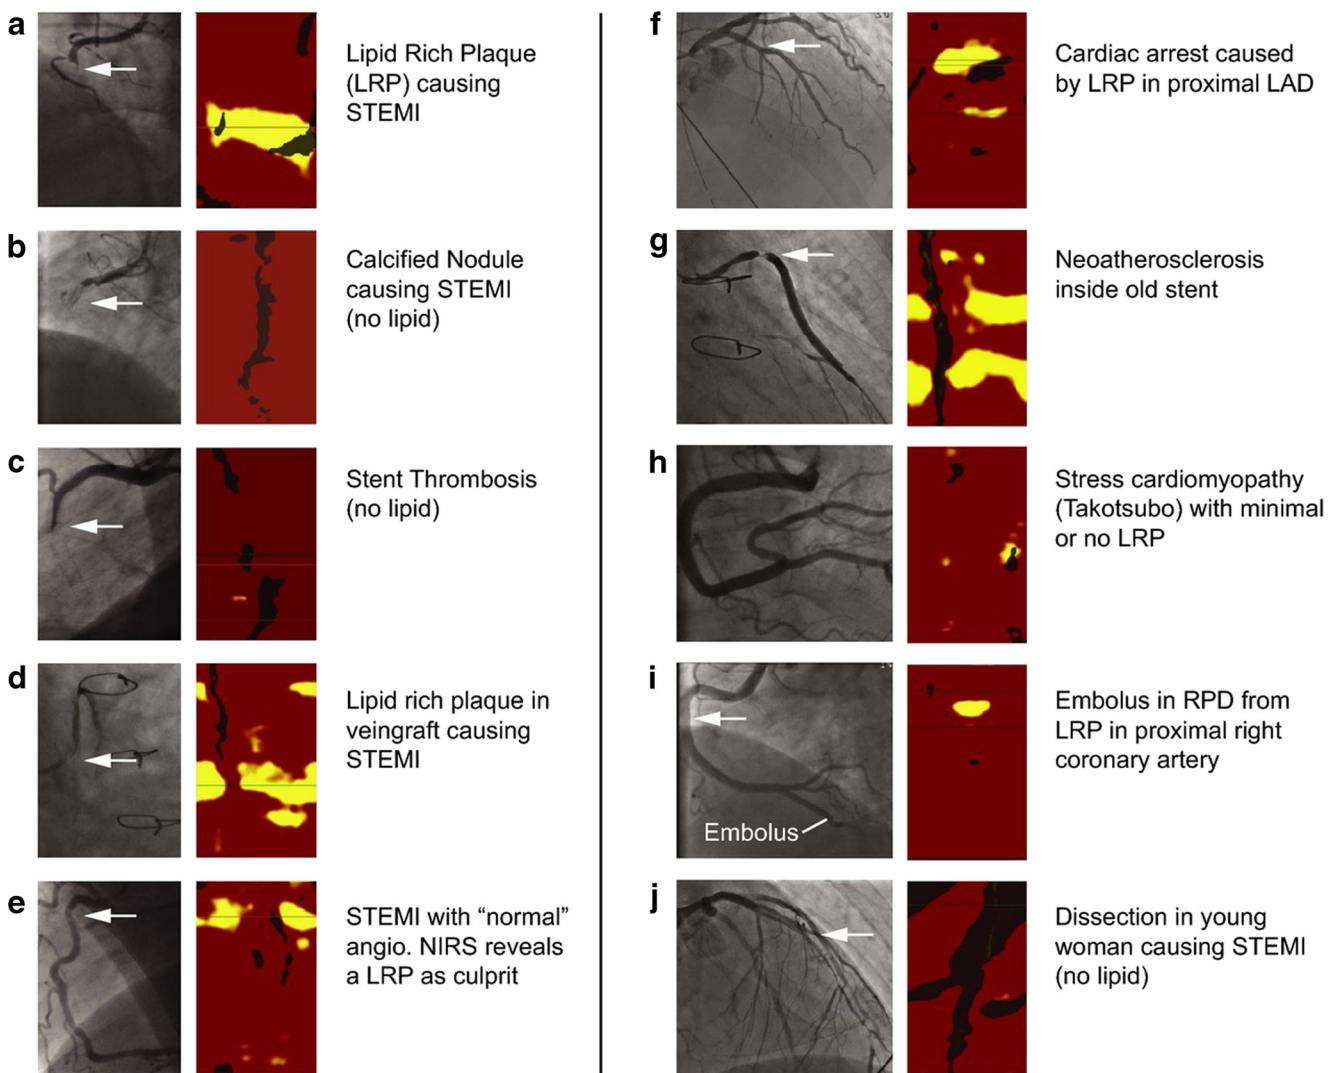 a
Lipid Rich Plaque
(LRP) causing
STEMI
b
Calcified Nodule
causing STEMI
(no lipid)
c
Stent Thrombosis
(no lipid)
d
Lipid rich plaque in
veingraft causing
STEMI
e
STEMI with “normal”
angio. NIRS reveals
a LRP as culprit
f
Cardiac arrest caused
by LRP in proximal LAD
g
Neoatherosclerosis
inside old stent
h
Stress cardiomyopathy
(Takotsubo) with minimal
or no LRP
i
Embolus
Embolus in RPD from
LRP in proximal right
coronary artery
j
Dissection in young
woman causing STEMI
(no lipid)